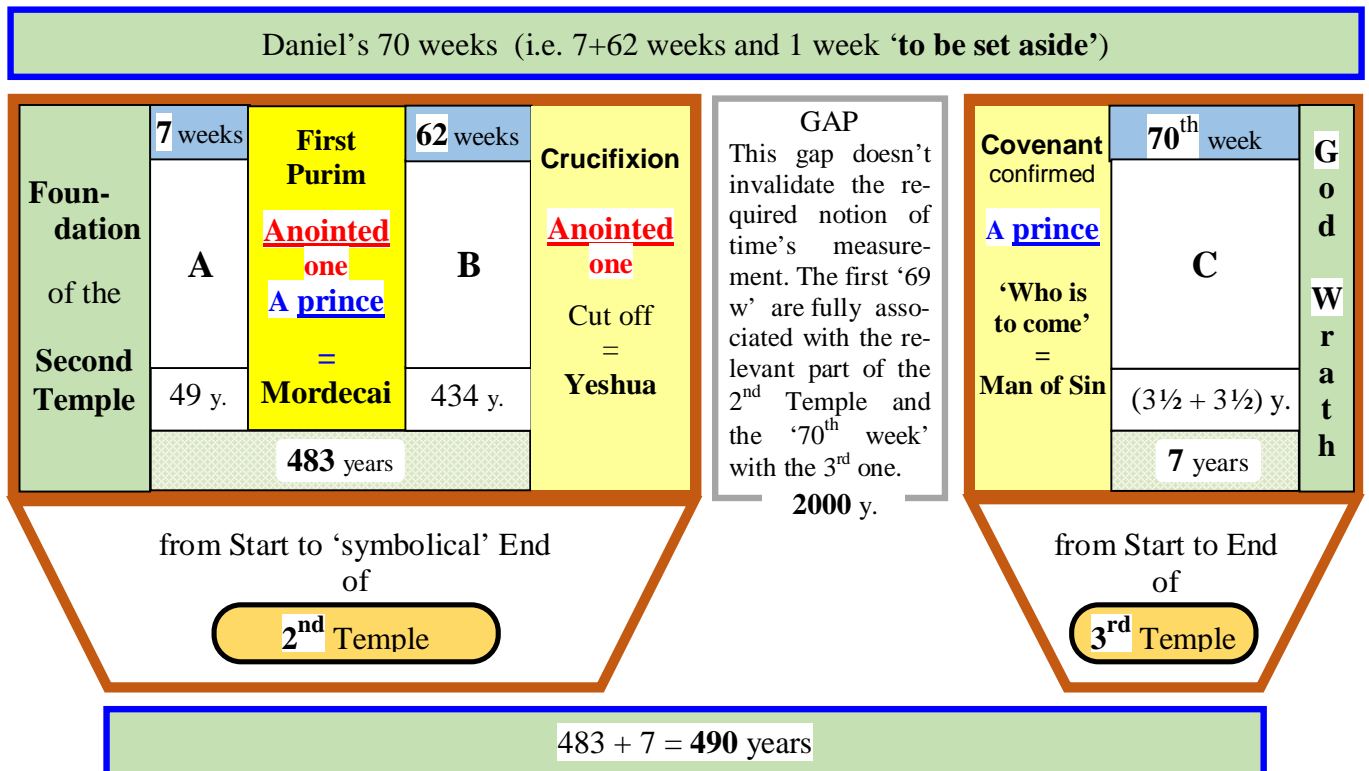 Daniel’s 70 weeks (i.e. 7+62 weeks and 1 week ‘to be set aside’)
Foun-
dation
of the
Second
Temple
7 weeks
A
49 y.
First
Purim
Anointed
one
A prince
=
Mordecai
62 weeks
B
434 y.
483 years
Crucifixion
Anointed
one
Cut off
=
Yeshua
GAP
This gap doesn’t
invalidate the re-
quired notion of
time’s measure-
ment. The first ‘69
w’ are fully asso-
ciated with the re-
levant part of the
2nd Temple and
the ‘70th week’
with the 3rd one.
2000 y.
Covenant
confirmed
A prince
‘Who is
to come’
=
Man of Sin
70th week
C
(3½ + 3½) y.
7 years
G
o
d
W
r
a
t
h
from Start to ‘symbolical’ End
of
2nd Temple
from Start to End
of
3rd Temple
483 + 7 = 490 years